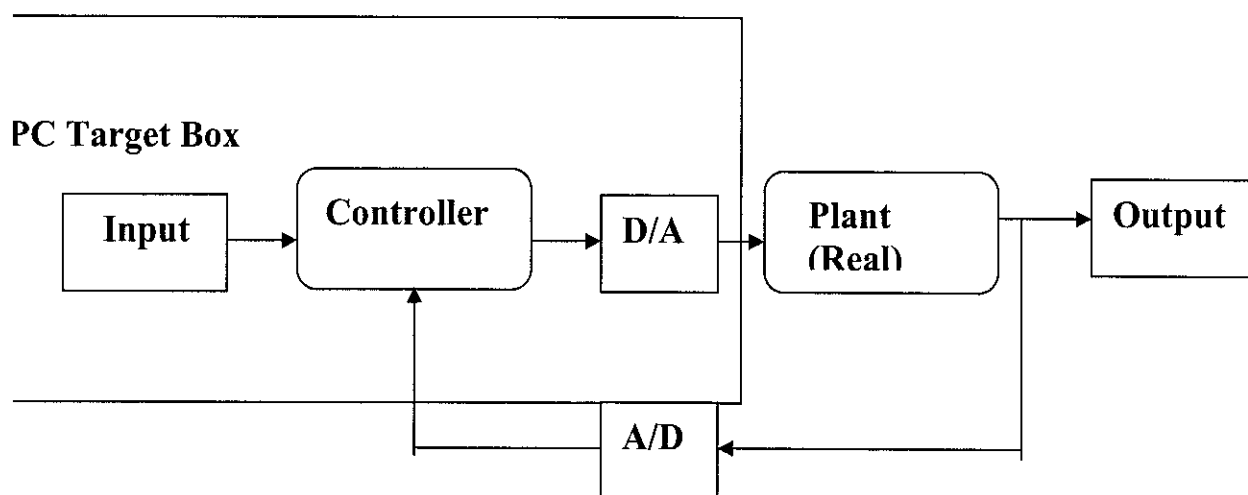 PC Target Box
Input
Controller
D/A
Plant
(Real)
Output
A/D